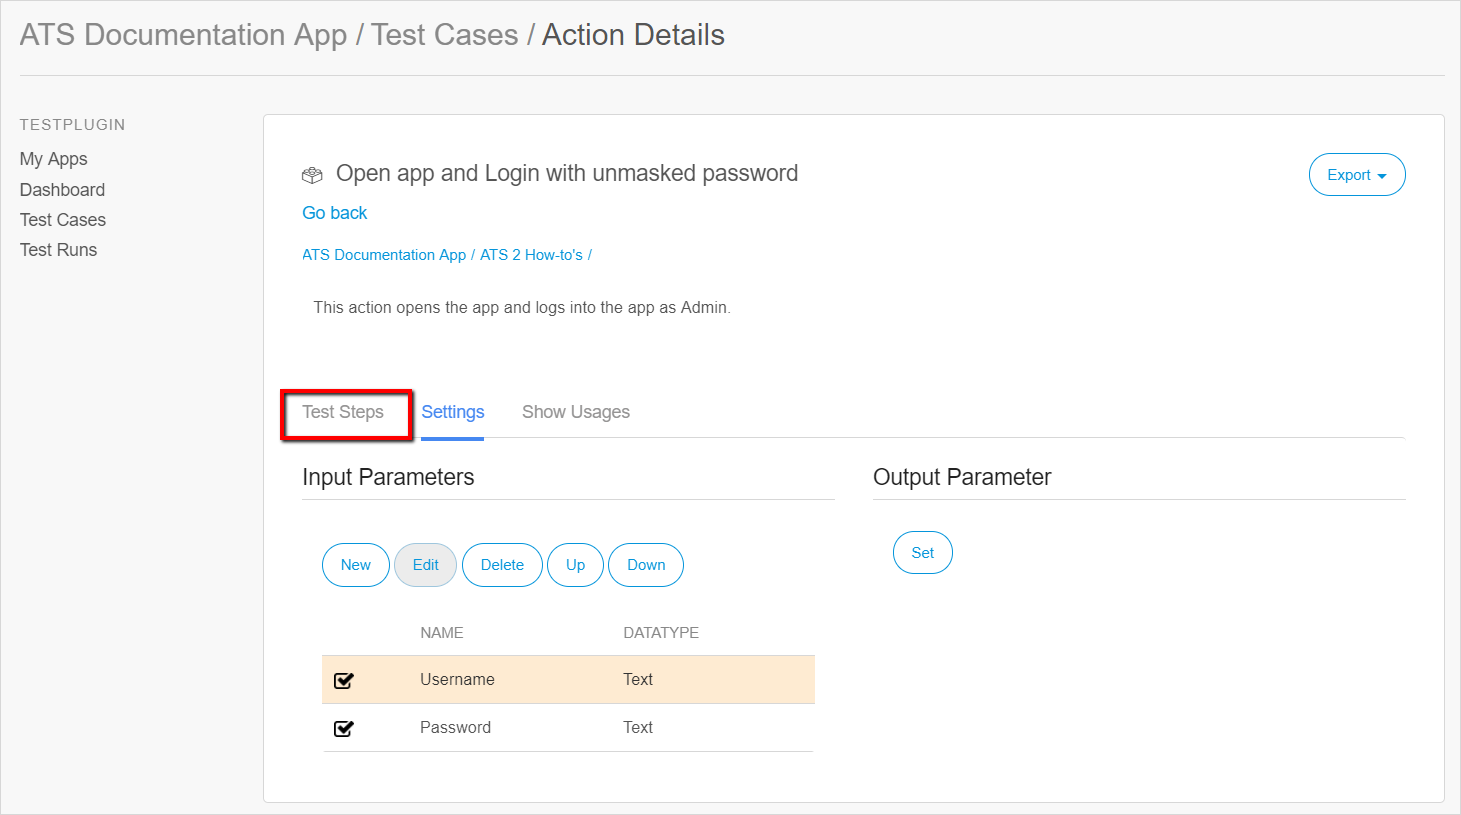 ATS Documentation App / Test Cases / Action Details
TESTPLUGIN
My Apps
Dashboard
Test Cases
Test Runs
Open app and Login with unmasked password
Export
Go back
ATS Documentation App / ATS 2 How-to's /
This action opens the app and logs into the app as Admin.
Test Steps Settings Show Usages
Input Parameters
New Edit Delete Up Down
NAME DATATYPE
Username Text
Password Text
Output Parameter
Set